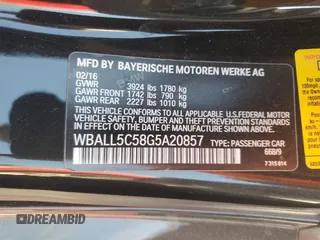 MFD BY BAYERISCHE MOTOREN WERKE AG
02/16
GVWR 3924 lbs 1780 kg
GAWR FRONT 1742 lbs 790 kg
GAWR REAR 2227 lbs 1010 kg
THIS VEHICLE CONFORMS TO ALL APPLICABLE
U.S. FEDERAL MOTOR VEHICLE SAFETY,
BUMPER, AND THEFT PREVENTION STANDARDS
IN EFFECT ON THE DATE OF MANUFACTURE
SHOWN ABOVE.
WBALL5C58G5A20857 TYPE: PASSENGER CAR
668/9
7315814
© DRIVEBIDRIDE